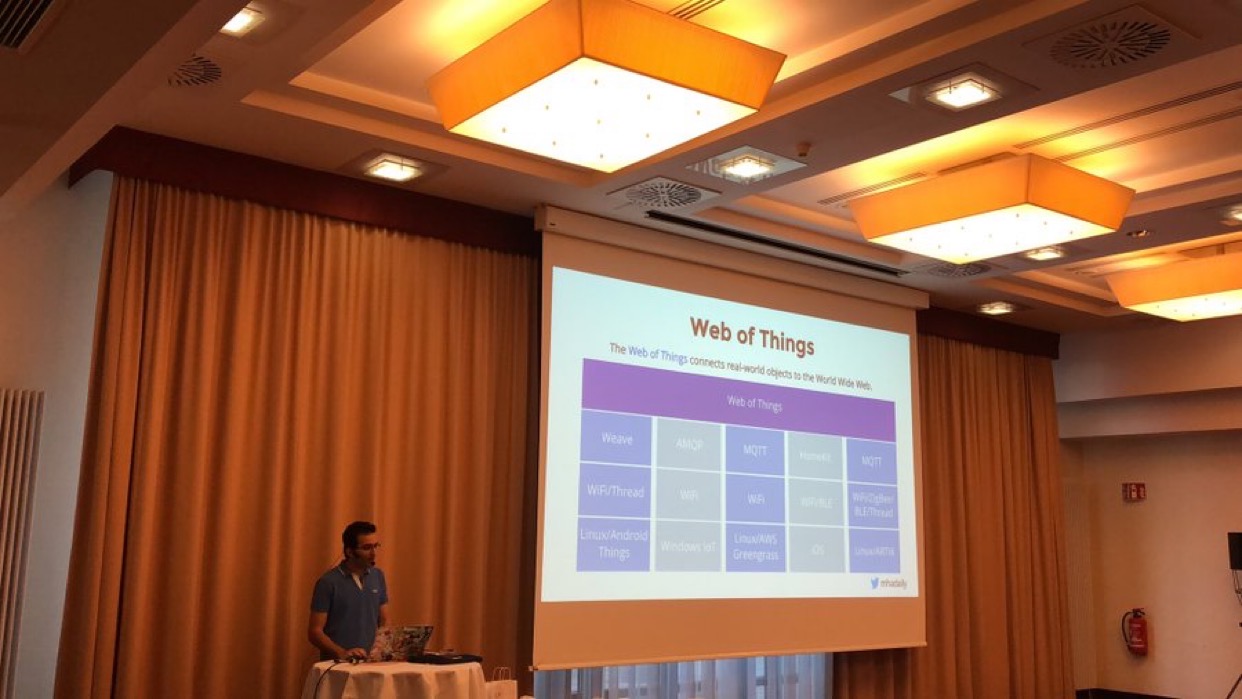 Web of Things
The Web of Things connects real-world objects to the World Wide Web.
Web of Things
Weave AMQP MQTT HomeKit MQTT
WiFi/Thread WiFi WiFi WiFi/BLE WiFi/ZigBee/
BLE/Thread
Linux/Android Windows IoT Linux/AWS iOS Linux/ARTIK
Things Greengrass
mhadaily